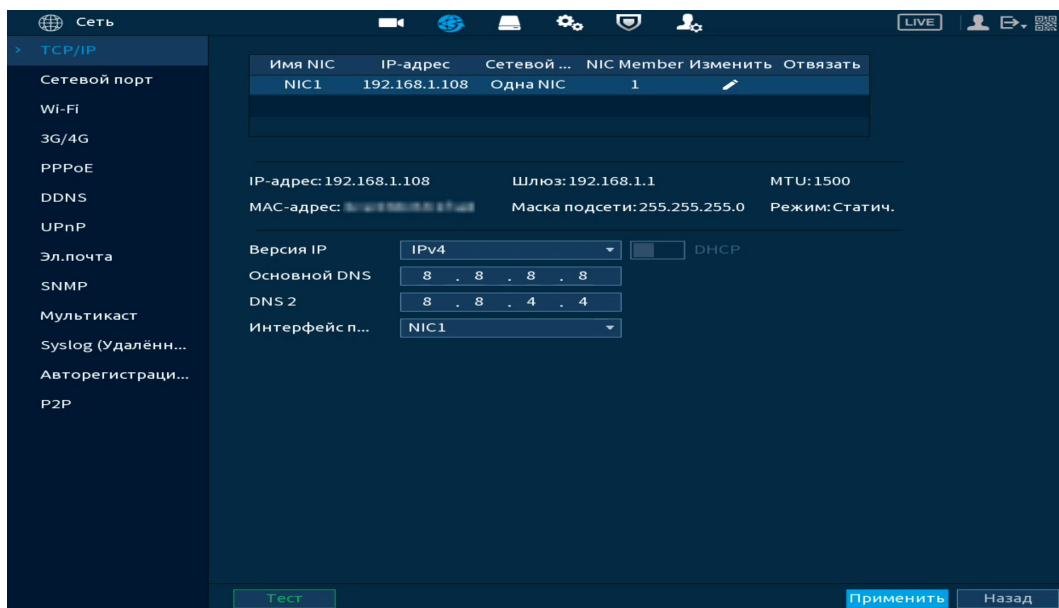 Сеть
LIVE
> TCP/IP
Сетевой порт
Wi-Fi
3G/4G
PPPoE
DDNS
UPnP
Эл.почта
SNMP
Мультикаст
Syslog (Удалённ...
Авторегистраци...
P2P
Имя NIC IP-адрес Сетевой ... NIC Member Изменить Отвязать
NIC1 192.168.1.108 Одна NIC 1
IP-адрес:192.168.1.108 Шлюз:192.168.1.1 MTU:1500
MAC-адрес: Маска подсети:255.255.255.0 Режим:Статич.
Версия IP IPv4 DHCP
Основной DNS 8 . 8 . 8 . 8
DNS 2 8 . 8 . 4 . 4
Интерфейс п... NIC1
Тест Применить Назад